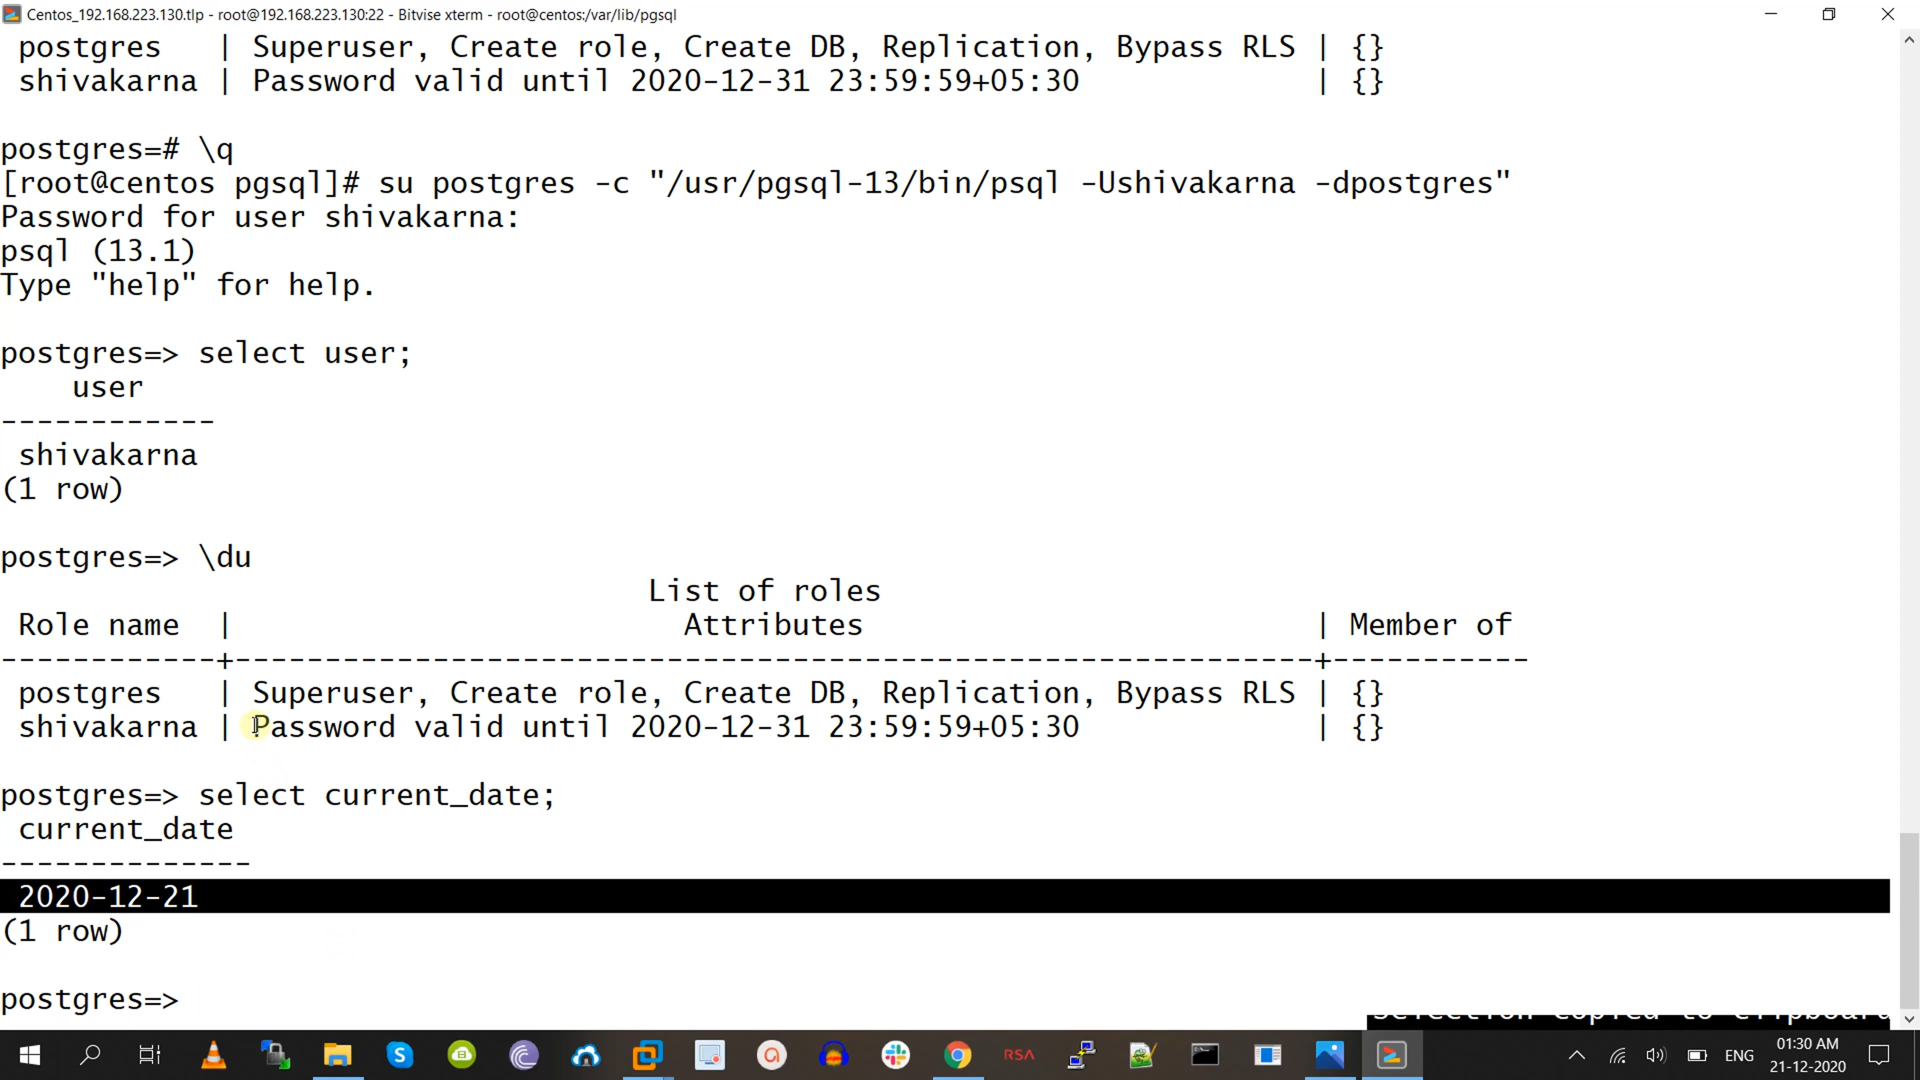 Centos_192.168.223.130.tlp - root@192.168.223.130:22 - Bitvise xterm - root@centos:/var/lib/pgsql
postgres   | Superuser, Create role, Create DB, Replication, Bypass RLS | {}
shivakarna | Password valid until 2020-12-31 23:59:59+05:30             | {}
postgres=# \q
[root@centos pgsql]# su postgres -c "/usr/pgsql-13/bin/psql -Ushivakarna -dpostgres"
Password for user shivakarna:
psql (13.1)
Type "help" for help.
postgres=> select user;
user
------------
shivakarna
(1 row)
postgres=> \du
List of roles
Role name  |                       Attributes                         | Member of
------------+------------------------------------------------------------+-----------
postgres   | Superuser, Create role, Create DB, Replication, Bypass RLS | {}
shivakarna | Password valid until 2020-12-31 23:59:59+05:30             | {}
postgres=> select current_date;
current_date
--------------
2020-12-21
(1 row)
postgres=>
Selection copied to clipboard
RSA
ENG
01:30 AM
21-12-2020